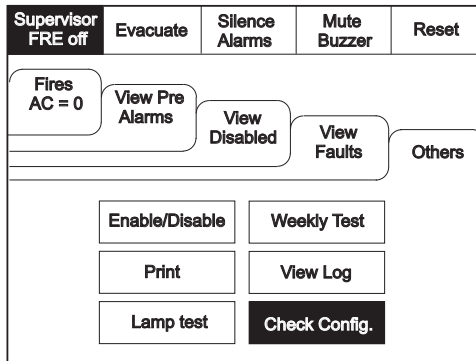 Supervisor
FRE off
Evacuate
Silence
Alarms
Mute
Buzzer
Reset
Fires
AC = 0
View Pre
Alarms
View
Disabled
View
Faults
Others
Enable/Disable
Weekly Test
Print
View Log
Lamp test
Check Config.